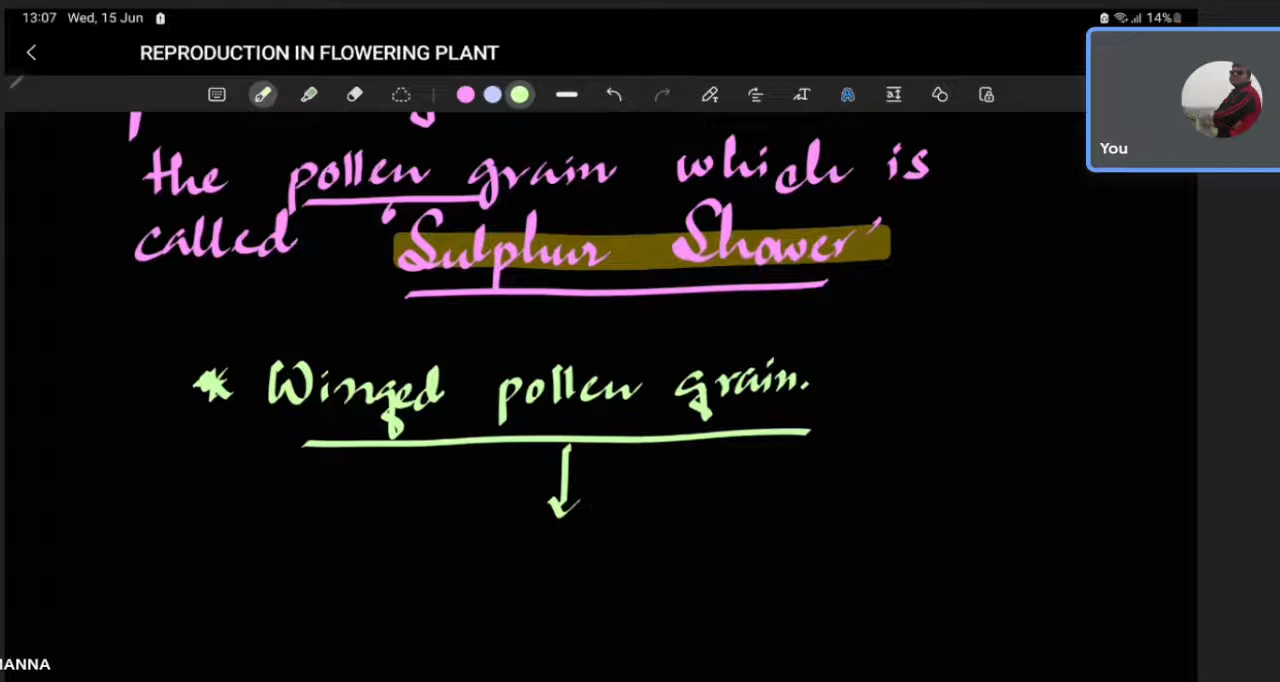 13:07 Wed, 15 Jun 14%
REPRODUCTION IN FLOWERING PLANT
You
the pollen grain which is
called 'Sulphur Shower'
* Winged pollen grain.
MANNA